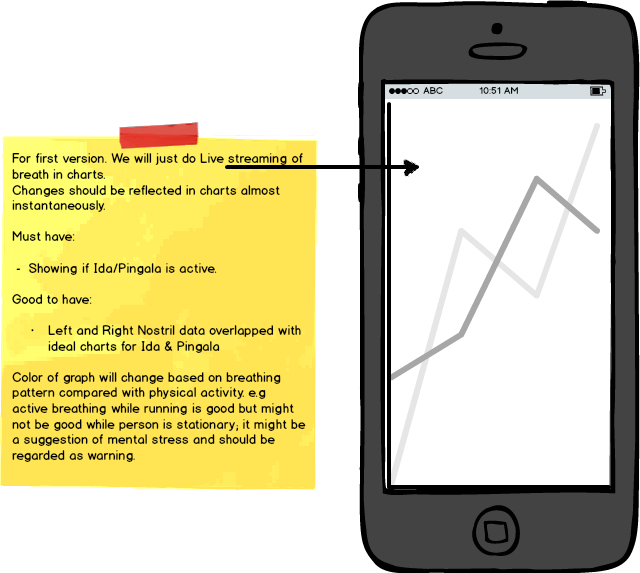 ABC 10:51 AM
For first version. We will just do Live streaming of
breath in charts.
Changes should be reflected in charts almost
instantaneously.
Must have:
- Showing if Ida/Pingala is active.
Good to have:
· Left and Right Nostril data overlapped with
ideal charts for Ida & Pingala
Color of graph will change based on breathing
pattern compared with physical activity. e.g
active breathing while running is good but might
not be good while person is stationary; it might be
a suggestion of mental stress and should be
regarded as warning.